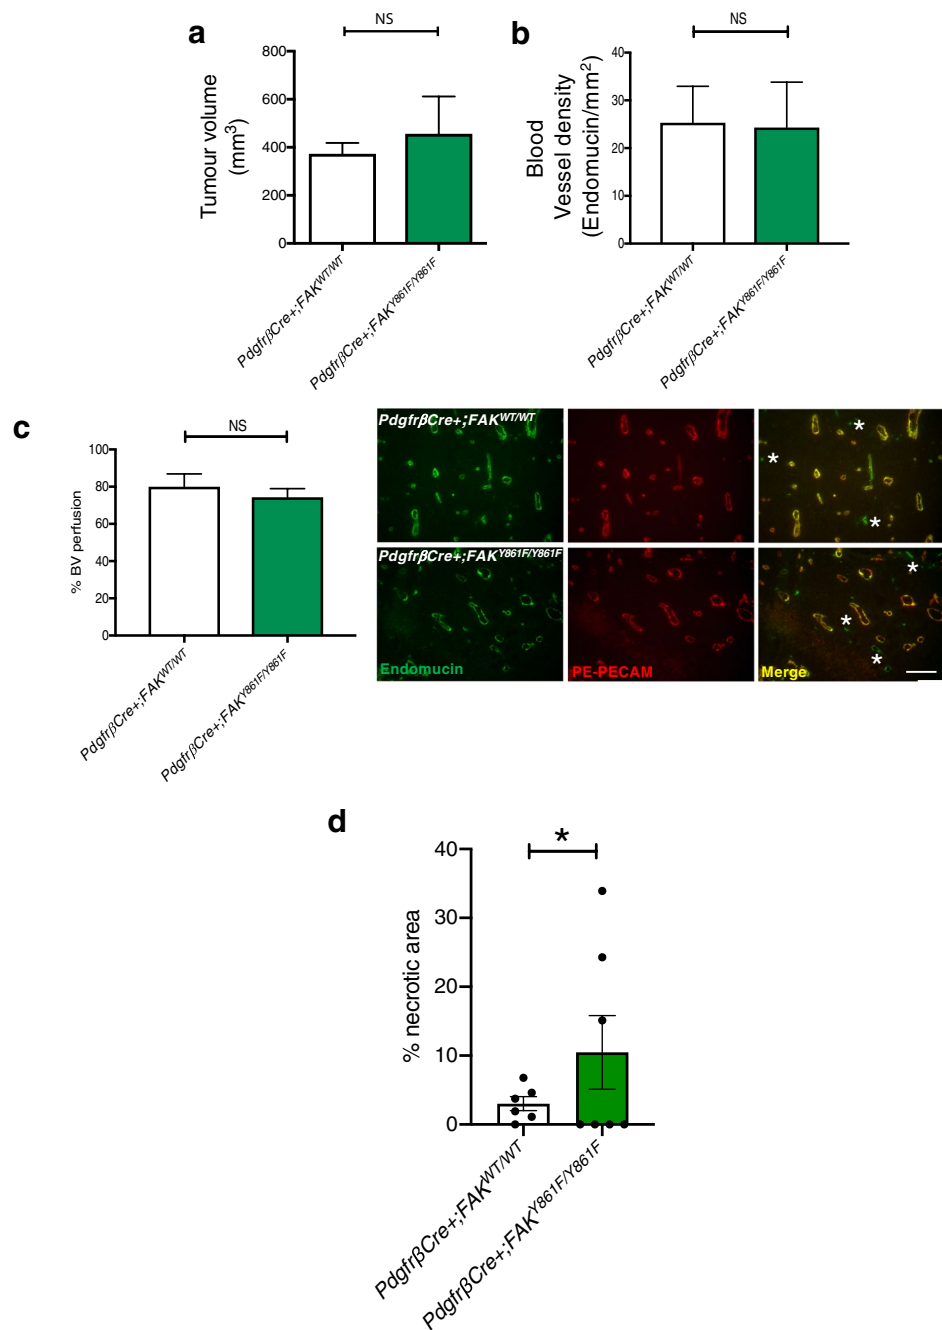 a
NS
Tumour volume
(mm3)
800
600
400
200
0
PdgfrβCre+;FAKWT/WT
PdgfrβCre+;FAKY861F/Y861F
b
NS
Blood
Vessel density
(Endomucin/mm2)
40
30
20
10
0
PdgfrβCre+;FAKWT/WT
PdgfrβCre+;FAKY861F/Y861F
c
NS
% BV perfusion
100
80
60
40
20
0
PdgfrβCre+;FAKWT/WT
PdgfrβCre+;FAKY861F/Y861F
PdgfrβCre+;FAKWT/WT
*
*
*
PdgfrβCre+;FAKY861F/Y861F
*
*
*
Endomucin
PE-PECAM
Merge
d
*
% necrotic area
40
30
20
10
0
PdgfrβCre+;FAKWT/WT
PdgfrβCre+;FAKY861F/Y861F